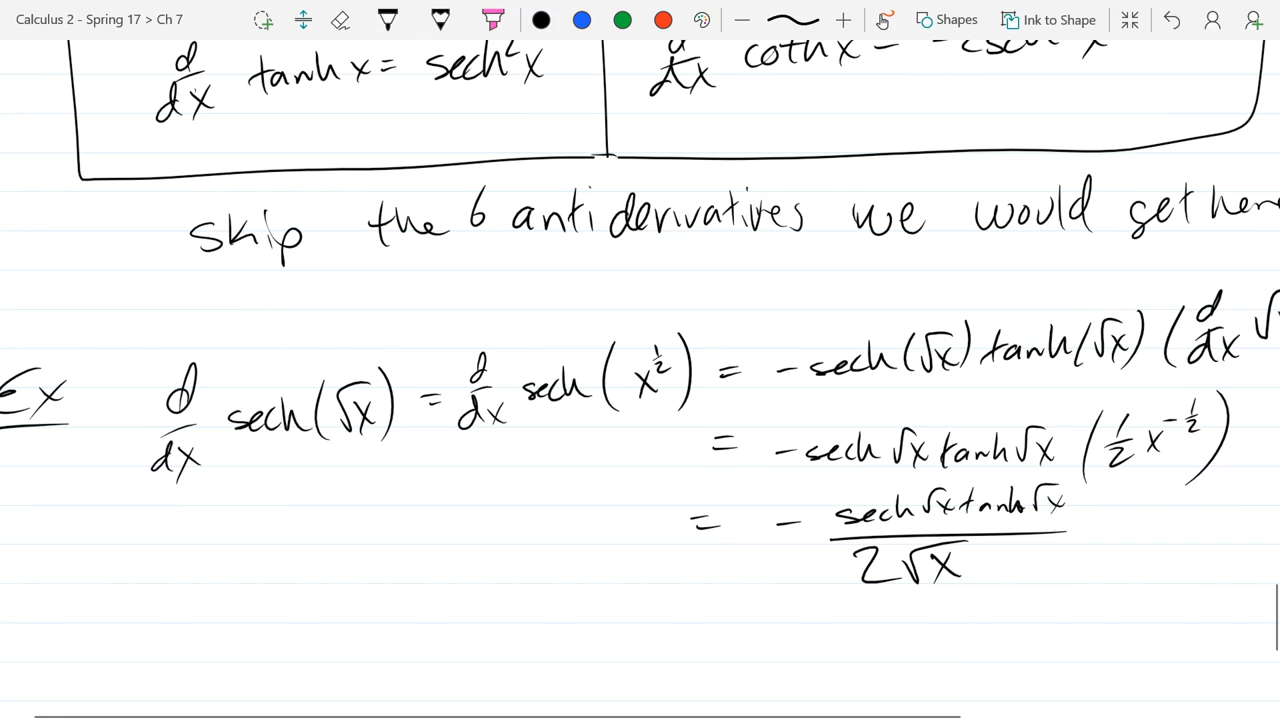 Calculus 2 - Spring 17 > Ch 7 Shapes Ink to Shape
d/dx tanh x = sech² x
d/dx coth x = -
skip the 6 antiderivatives we would get here
Ex d/dx sech(√x) = d/dx sech(x^{1/2}) = - sech(√x) tanh(√x) (d/dx √x
= - sech √x tanh √x (1/2 x^{-1/2})
= - sech √x tanh √x / 2√x